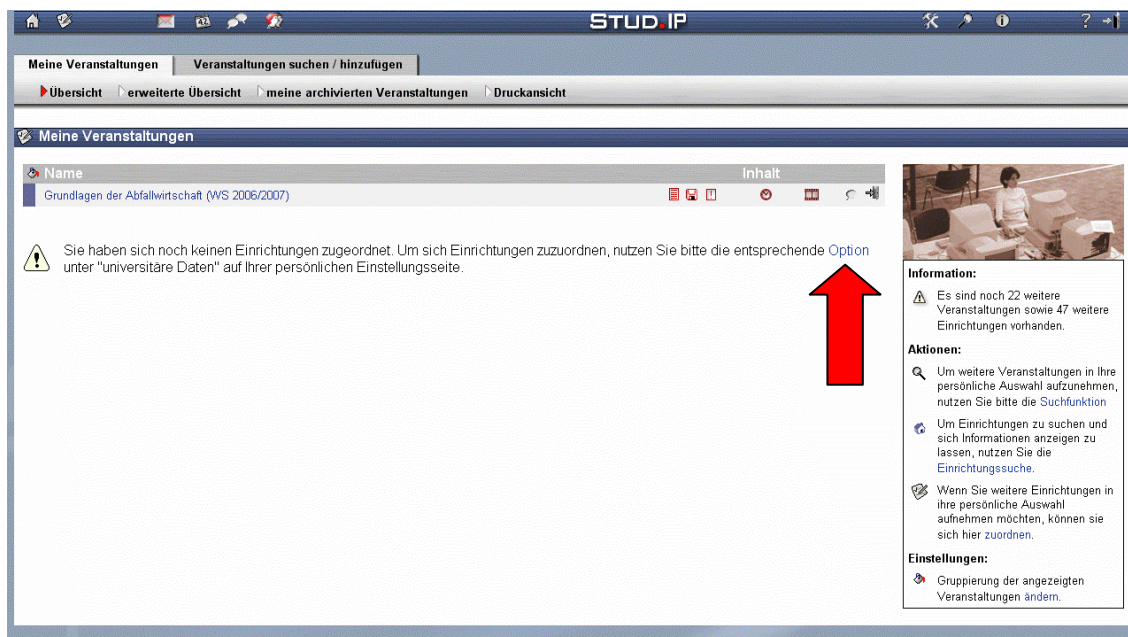 STUD.IP
Meine Veranstaltungen
Veranstaltungen suchen / hinzufügen
Übersicht
erweiterte Übersicht
meine archivierten Veranstaltungen
Druckansicht
Meine Veranstaltungen
Name
Inhalt
Grundlagen der Abfallwirtschaft (WS 2006/2007)
Sie haben sich noch keinen Einrichtungen zugeordnet. Um sich Einrichtungen zuzuordnen, nutzen Sie bitte die entsprechende Option
unter "universitäre Daten" auf Ihrer persönlichen Einstellungsseite.
Information:
Es sind noch 22 weitere
Veranstaltungen sowie 47 weitere
Einrichtungen vorhanden.
Aktionen:
Um weitere Veranstaltungen in Ihre
persönliche Auswahl aufzunehmen,
nutzen Sie bitte die Suchfunktion
Um Einrichtungen zu suchen und
sich Informationen anzeigen zu
lassen, nutzen Sie die
Einrichtungssuche.
Wenn Sie weitere Einrichtungen in
ihre persönliche Auswahl
aufnehmen möchten, können sie
sich hier zuordnen.
Einstellungen:
Gruppierung der angezeigten
Veranstaltungen ändern.